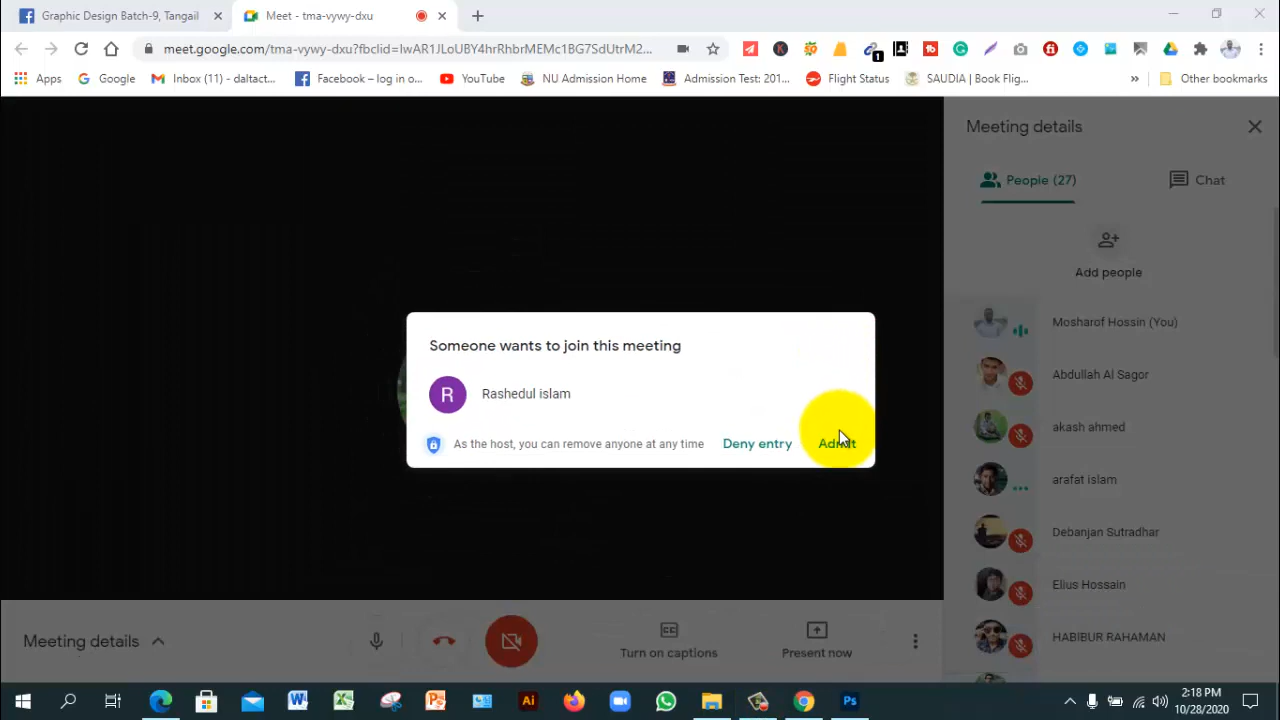 Graphic Design Batch-9, Tangail
Meet - tma-vywy-dxu
meet.google.com/tma-vywy-dxu?fbclid=IwAR1JLoUBY4hrRhbrMEMc1BG7SdUtrM2...
1
Apps
Google
Inbox (11) - daltact...
Facebook – log in o...
YouTube
NU Admission Home
Admission Test: 201...
Flight Status
SAUDIA | Book Flig...
»
Other bookmarks
Meeting details
People (27)
Chat
Add people
Mosharof Hossin (You)
Abdullah Al Sagor
akash ahmed
arafat islam
Debanjan Sutradhar
Elius Hossain
HABIBUR RAHAMAN
Someone wants to join this meeting
R
Rashedul islam
As the host, you can remove anyone at any time
Deny entry
Admit
Meeting details
CC
Turn on captions
Present now
Ai
Ps
2:18 PM
10/28/2020